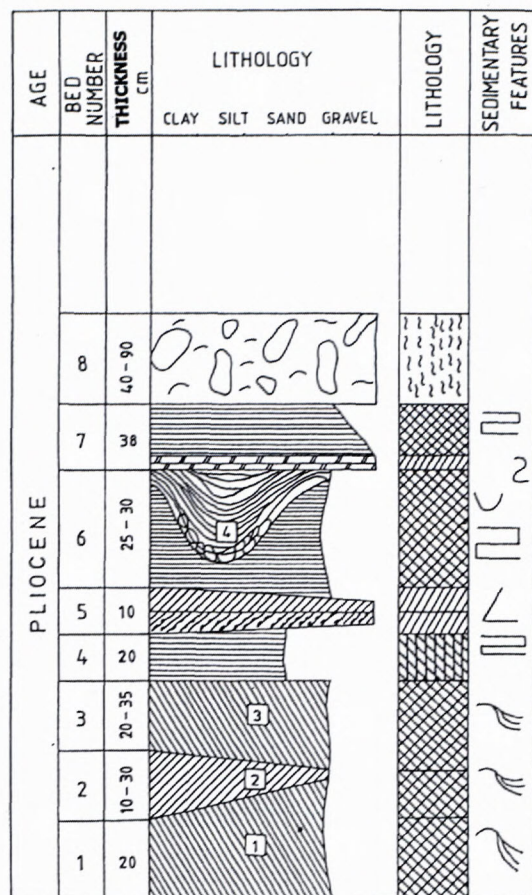 AGE
BED NUMBER
THICKNESS cm
LITHOLOGY
CLAY SILT SAND GRAVEL
LITHOLOGY
SEDIMENTARY FEATURES
PLIOCENE
8
40-90
7
38
6
25-30
4
5
10
4
20
3
20-35
3
2
10-30
2
1
20
1